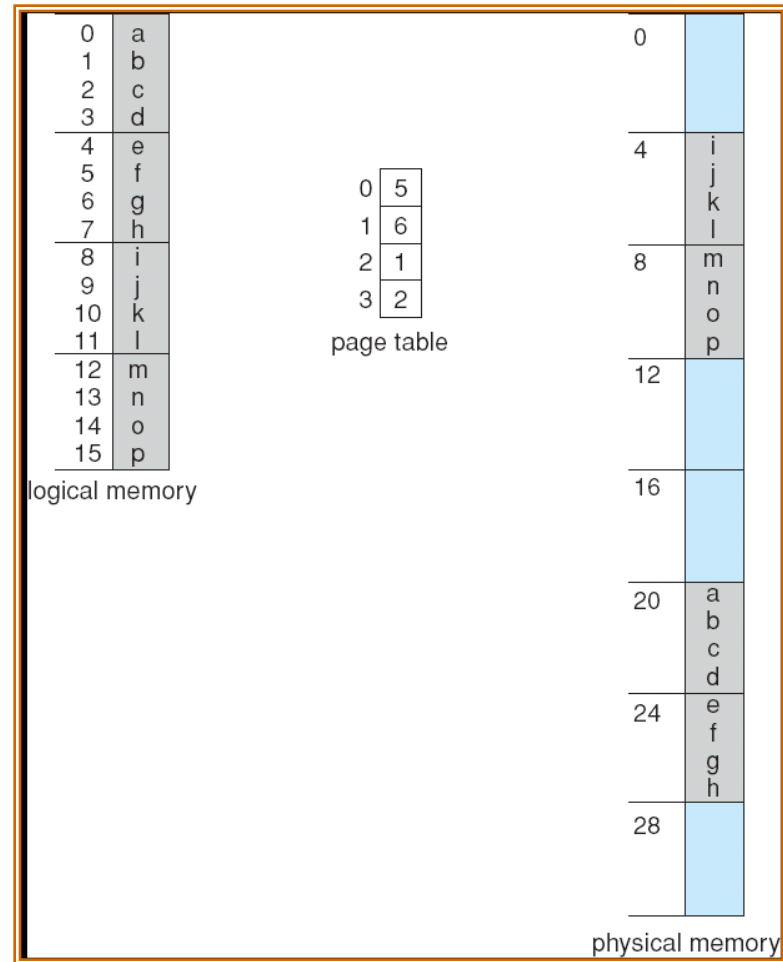 0 a
1 b
2 c
3 d
4 e
5 f
6 g
7 h
8 i
9 j
10 k
11 l
12 m
13 n
14 o
15 p
logical memory
0 5
1 6
2 1
3 2
page table
0
4 i
j
k
l
8 m
n
o
p
12
16
20 a
b
c
d
24 e
f
g
h
28
physical memory